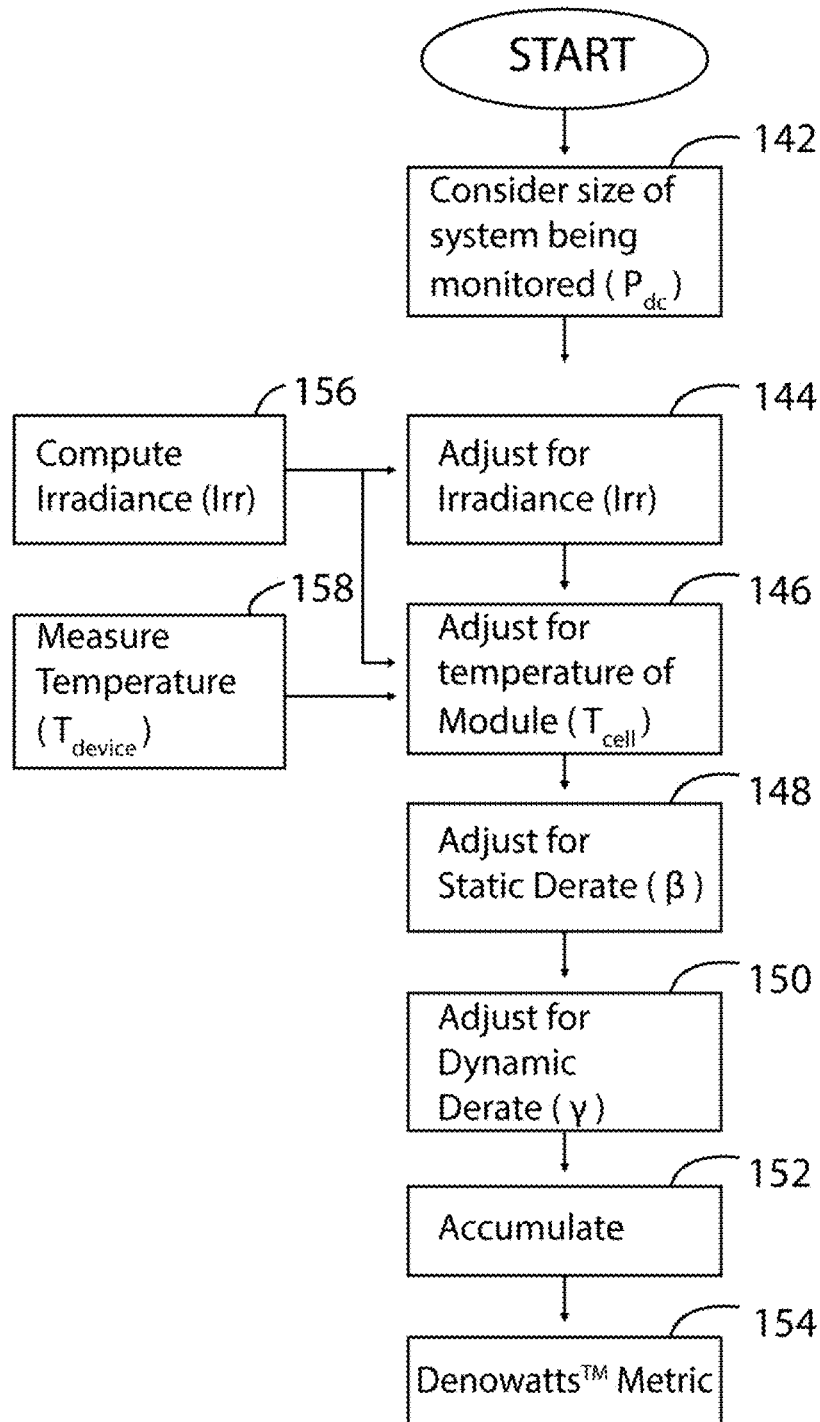 START
142
Consider size of
system being
monitored ( P_dc )
156
Compute
Irradiance (Irr)
144
Adjust for
Irradiance (Irr)
158
Measure
Temperature
( T_device )
146
Adjust for
temperature of
Module ( T_cell )
148
Adjust for
Static Derate ( β )
150
Adjust for
Dynamic
Derate ( γ )
152
Accumulate
154
Denowatts™ Metric